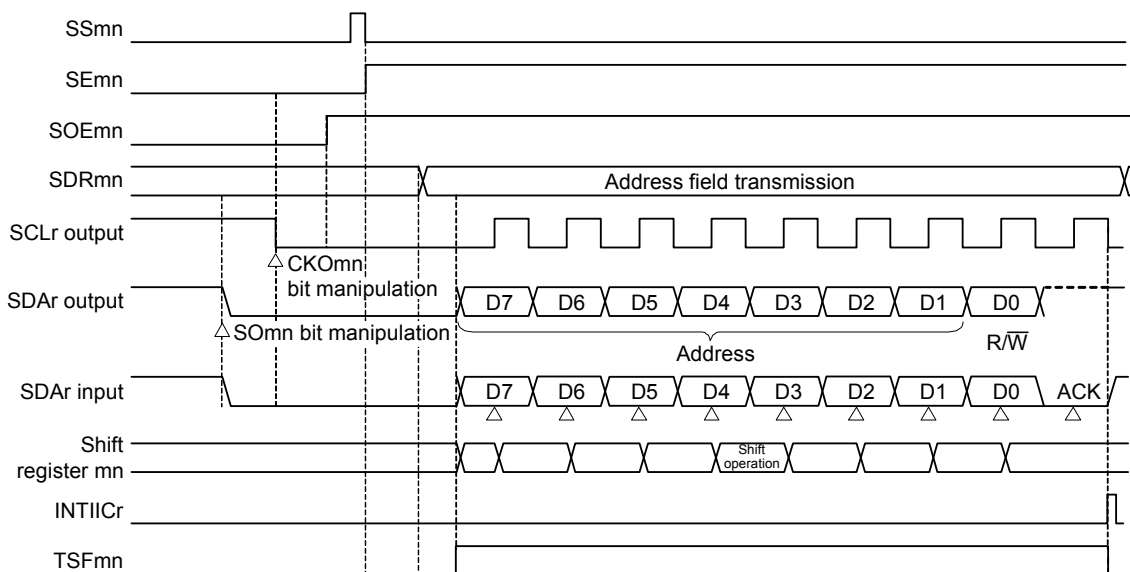 SSmn
SEmn
SOEmn
SDRmn
Address field transmission
SCLr output
CKOmn
bit manipulation
SDAr output
D7 D6 D5 D4 D3 D2 D1 D0
SOmn bit manipulation
Address
R/W̅
SDAr input
D7 D6 D5 D4 D3 D2 D1 D0 ACK
Shift
register mn
Shift
operation
INTIICr
TSFmn